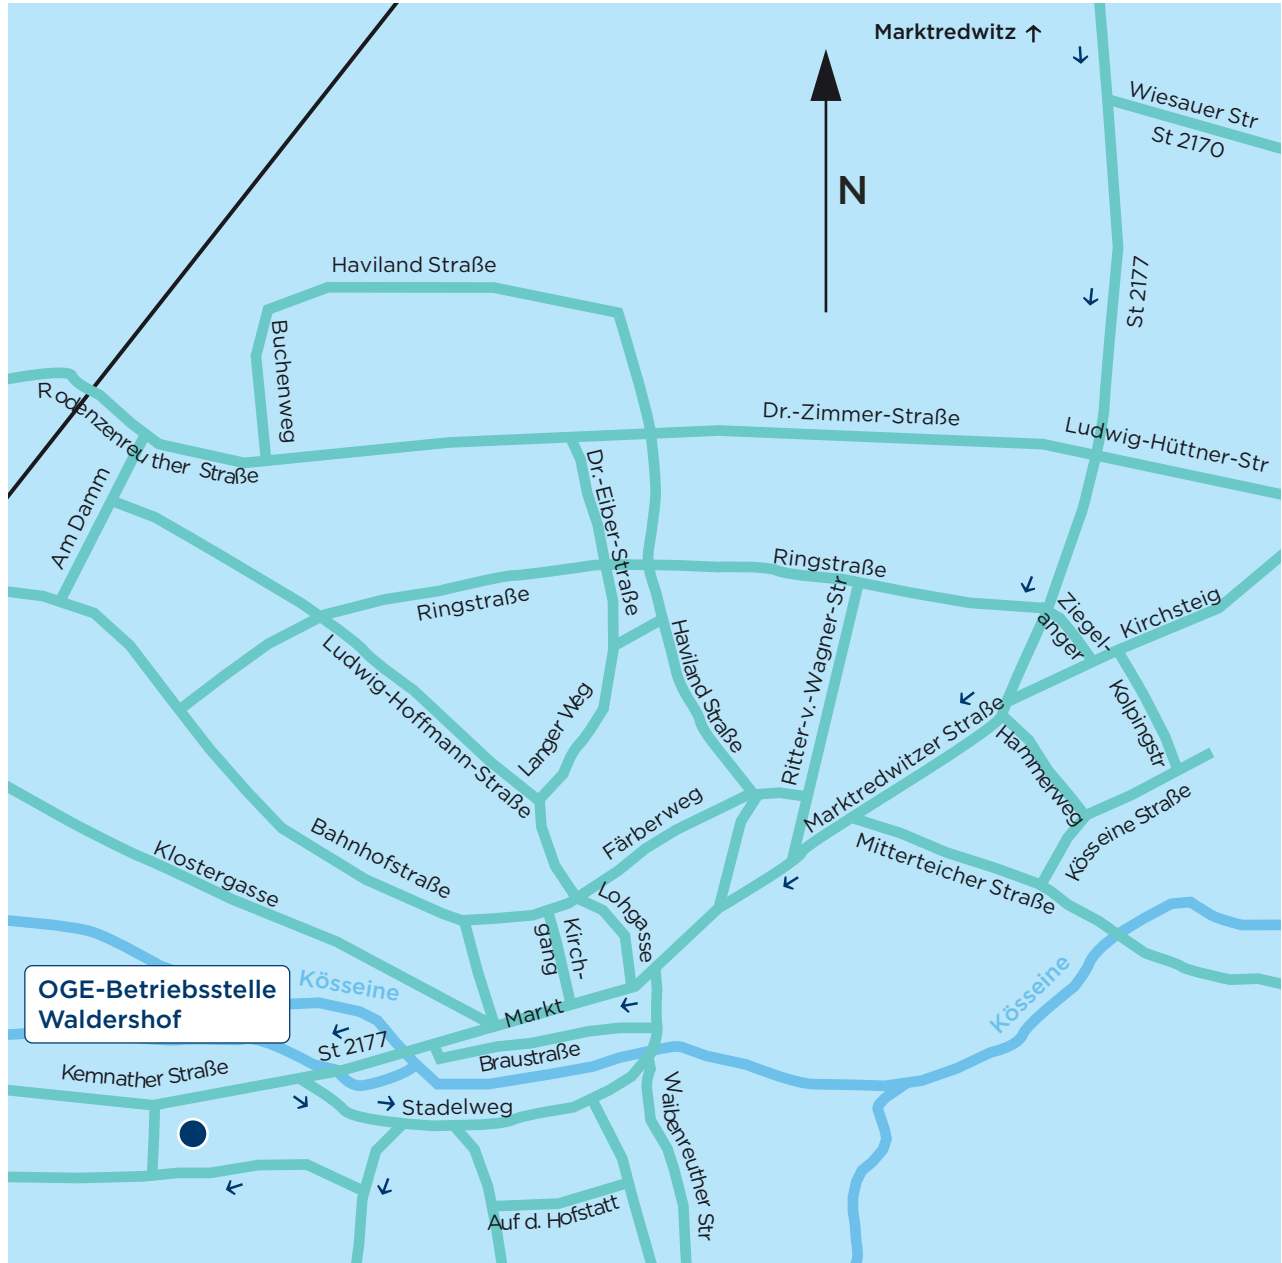 Marktredwitz ↑
Wiesauer Str
St 2170
N
Haviland Straße
St 2177
Buchenweg
Rodenzenreuther Straße
Dr.-Zimmer-Straße
Ludwig-Hüttner-Str
Am Damm
Dr.-Eiber-Straße
Ringstraße
Ringstraße
Ziegel-
anger
Kirchsteig
Ludwig-Hoffmann-Straße
Langer Weg
Haviland Straße
Ritter-v.-Wagner-Str
Marktredwitzer Straße
Hammerweg
Kolpingstr
Kösseine Straße
Färberweg
Mitterteicher Straße
Bahnhofstraße
Klostergasse
Lohgasse
Kirch-
gang
OGE-Betriebsstelle
Waldershof
Kösseine
Kösseine
Markt
St 2177
Braustraße
Kemnather Straße
Stadelweg
Waibenreuther Str
Auf d. Hofstatt